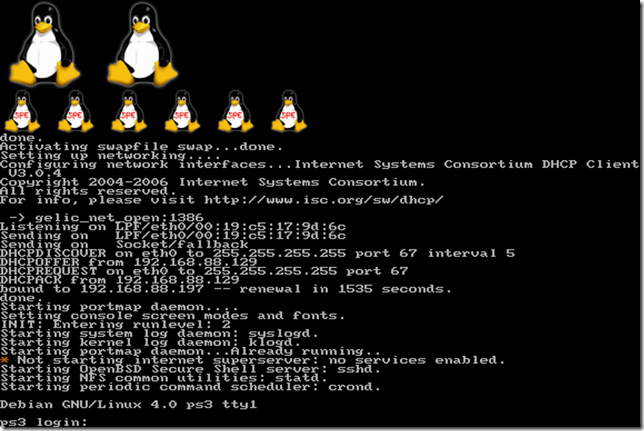 SPE SPE SPE SPE SPE SPE
done.
Activating swapfile swap...done.
Setting up networking....
Configuring network interfaces...Internet Systems Consortium DHCP Client
V3.0.4
Copyright 2004-2006 Internet Systems Consortium.
All rights reserved.
For info, please visit http://www.isc.org/sw/dhcp/
-> gelic_net_open:1386
Listening on LPF/eth0/00:19:c5:17:9d:6c
Sending on   LPF/eth0/00:19:c5:17:9d:6c
Sending on   Socket/fallback
DHCPDISCOVER on eth0 to 255.255.255.255 port 67 interval 5
DHCPOFFER from 192.168.88.129
DHCPREQUEST on eth0 to 255.255.255.255 port 67
DHCPACK from 192.168.88.129
bound to 192.168.88.197 -- renewal in 1535 seconds.
done.
Starting portmap daemon....
Setting console screen modes and fonts.
INIT: Entering runlevel: 2
Starting system log daemon: syslogd.
Starting kernel log daemon: klogd.
Starting portmap daemon...Already running..
* Not starting internet superserver: no services enabled.
Starting OpenBSD Secure Shell server: sshd.
Starting NFS common utilities: statd.
Starting periodic command scheduler: crond.
Debian GNU/Linux 4.0 ps3 tty1
ps3 login: